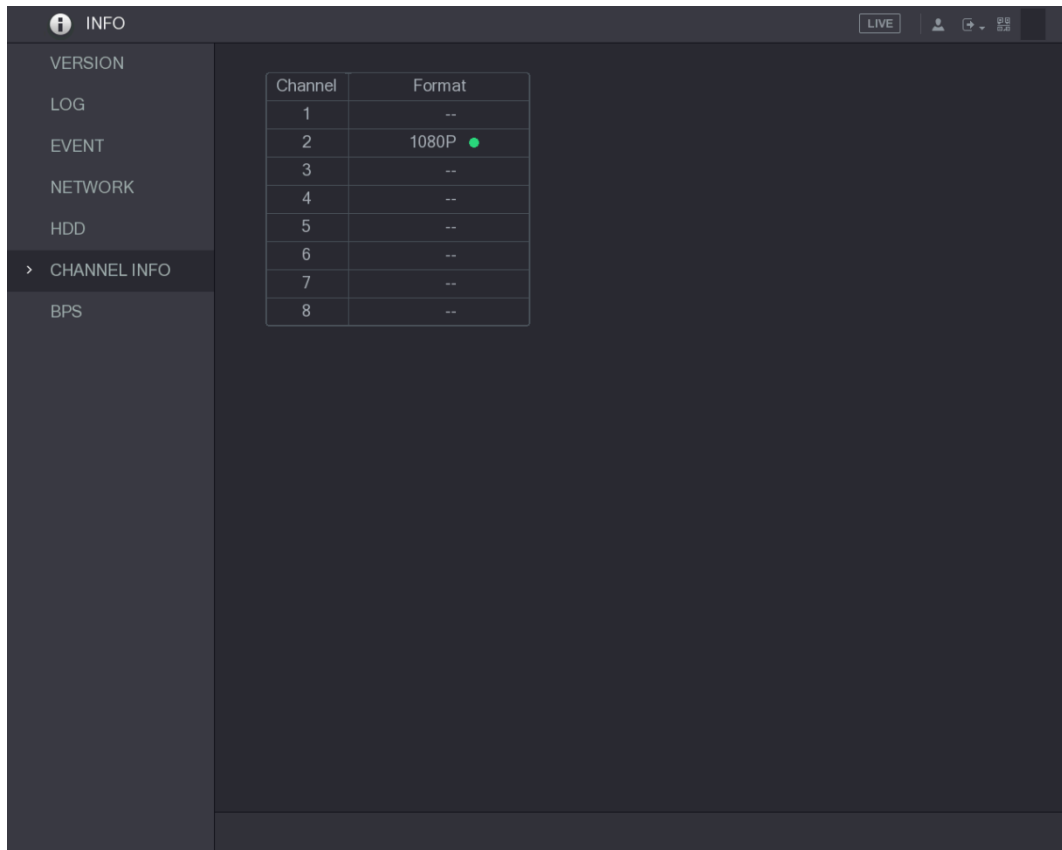 INFO
LIVE
VERSION
LOG
EVENT
NETWORK
HDD
> CHANNEL INFO
BPS
Channel Format
1 --
2 1080P
3 --
4 --
5 --
6 --
7 --
8 --